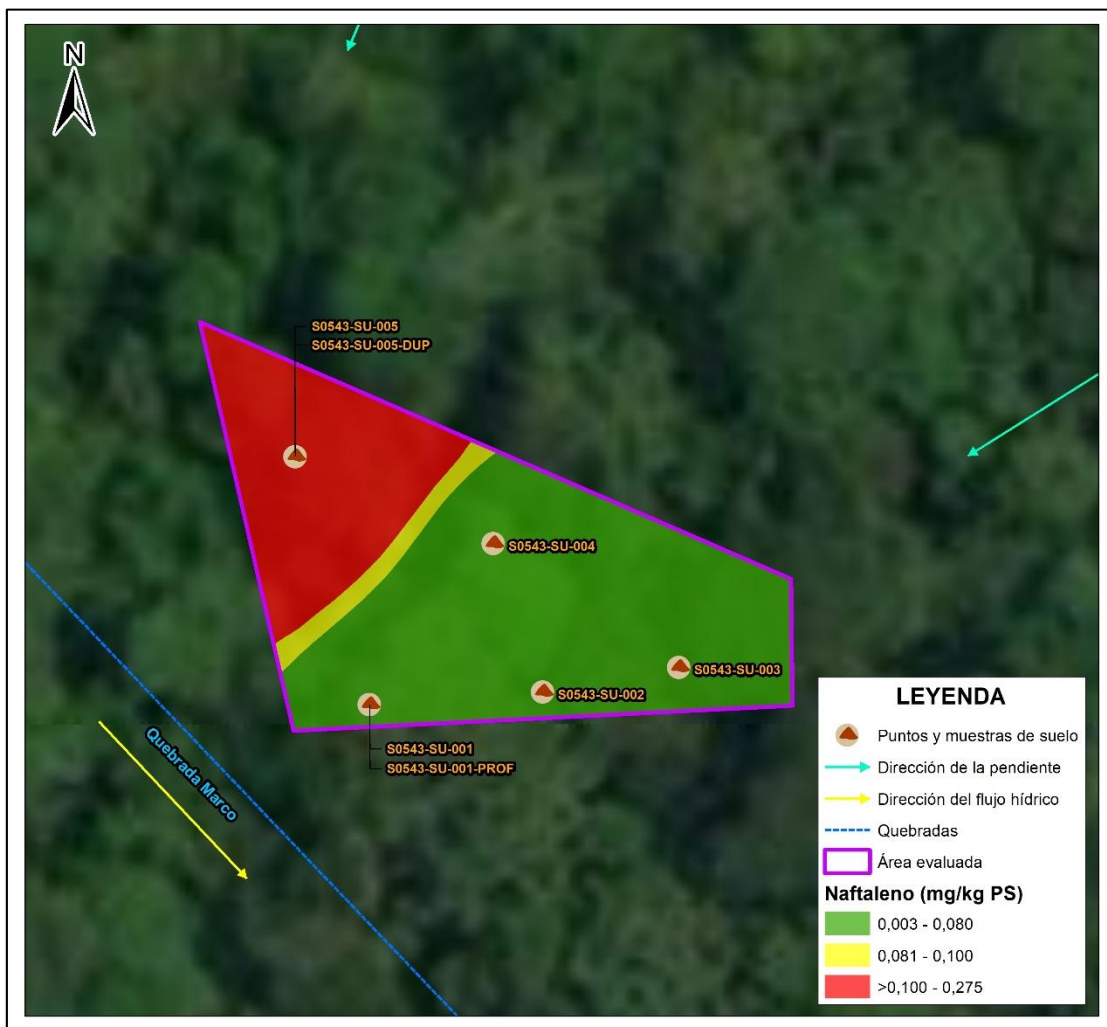 N
S0543-SU-005
S0543-SU-005-DUP
S0543-SU-004
S0543-SU-003
S0543-SU-002
S0543-SU-001
S0543-SU-001-PROF
Quebrada Marco
LEYENDA
Puntos y muestras de suelo
Dirección de la pendiente
Dirección del flujo hídrico
Quebradas
Área evaluada
Naftaleno (mg/kg PS)
0,003 - 0,080
0,081 - 0,100
>0,100 - 0,275